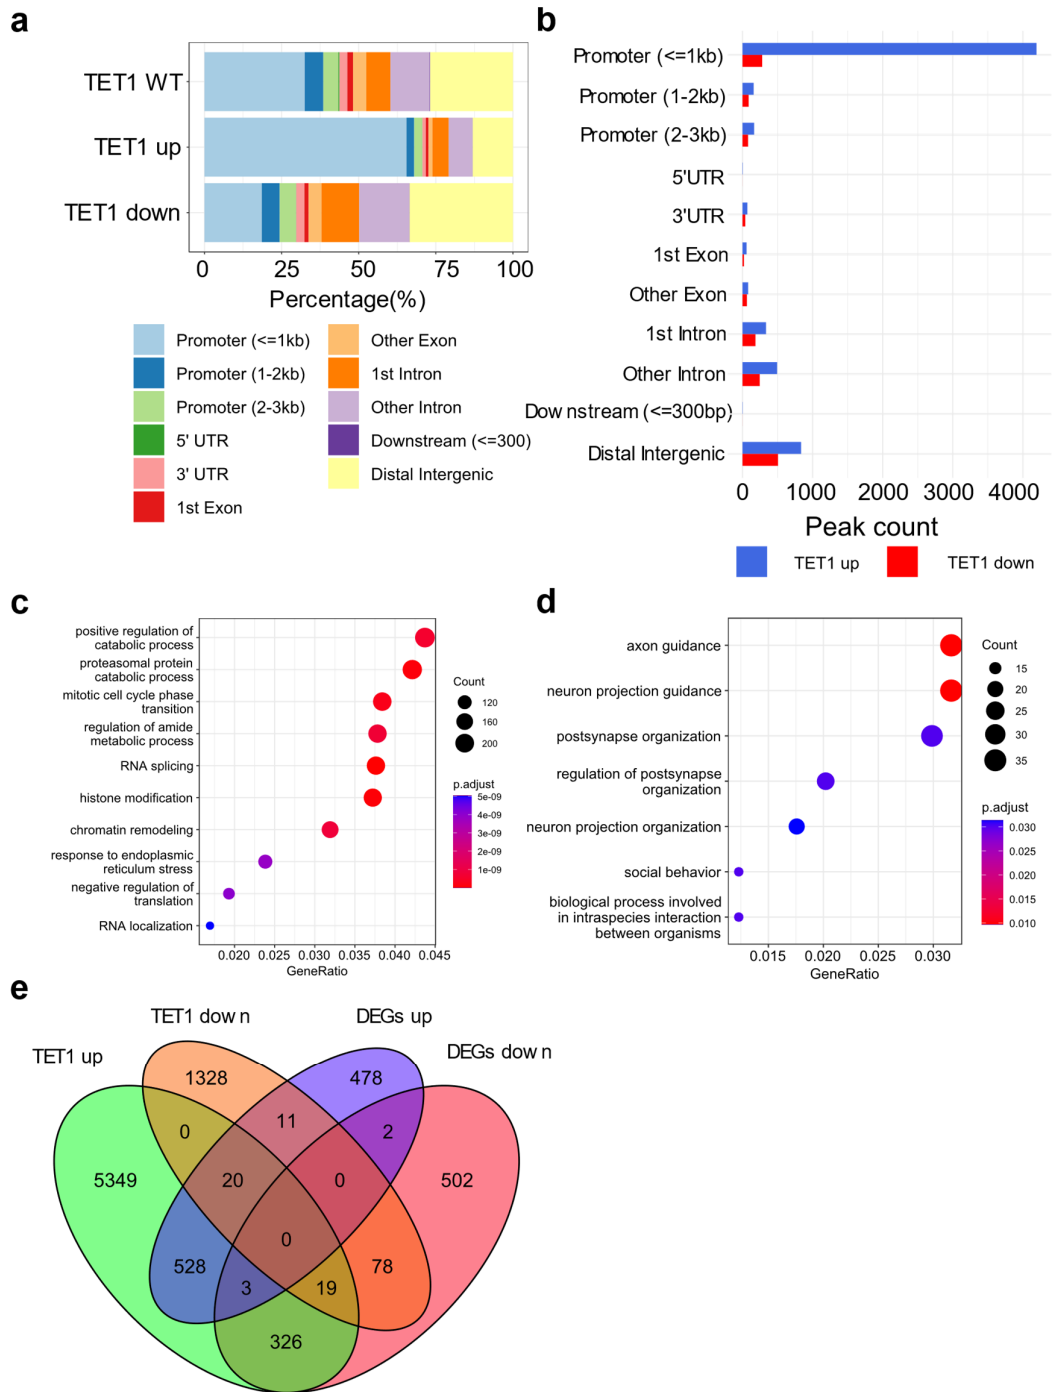 a
TET1 WT
TET1 up
TET1 down
0 25 50 75 100
Percentage(%)
Promoter (<=1kb)
Promoter (1-2kb)
Promoter (2-3kb)
5' UTR
3' UTR
1st Exon
Other Exon
1st Intron
Other Intron
Downstream (<=300)
Distal Intergenic
b
Promoter (<=1kb)
Promoter (1-2kb)
Promoter (2-3kb)
5'UTR
3'UTR
1st Exon
Other Exon
1st Intron
Other Intron
Dow nstream (<=300bp)
Distal Intergenic
0 1000 2000 3000 4000
Peak count
TET1 up TET1 down
c
positive regulation of
catabolic process
proteasomal protein
catabolic process
mitotic cell cycle phase
transition
regulation of amide
metabolic process
RNA splicing
histone modification
chromatin remodeling
response to endoplasmic
reticulum stress
negative regulation of
translation
RNA localization
0.020 0.025 0.030 0.035 0.040 0.045
GeneRatio
Count
120
160
200
p.adjust
5e-09
4e-09
3e-09
2e-09
1e-09
d
axon guidance
neuron projection guidance
postsynapse organization
regulation of postsynapse
organization
neuron projection organization
social behavior
biological process involved
in intraspecies interaction
between organisms
0.015 0.020 0.025 0.030
GeneRatio
Count
15
20
25
30
35
p.adjust
0.030
0.025
0.020
0.015
0.010
e
TET1 up
TET1 dow n
DEGs up
DEGs dow n
1328
478
11
0
2
5349
20
0
502
0
528
78
3
19
326